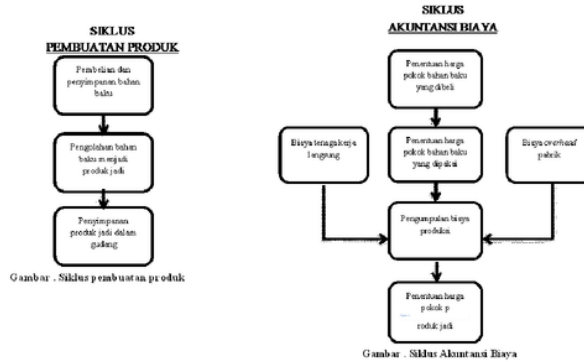 SIKLUS
PEMBUATAN PRODUK
Pembelian dan
penyimpanan bahan
baku
Pengolahan bahan
baku menjadi
produk jadi
Penyimpanan
produk jadi dalam
gudang
Gambar . Siklus pembuatan produk
SIKLUS
AKUNTANSI BIAYA
Penentuan harga
pokok bahan baku
yang dibeli
Biaya tenaga kerja
langsung
Penentuan harga
pokok bahan baku
yang dipakai
Biaya overhead
pabrik
Pengumpulan biaya
produksi
Penentuan harga
pokok p
roduk jadi
Gambar . Siklus Akuntansi Biaya